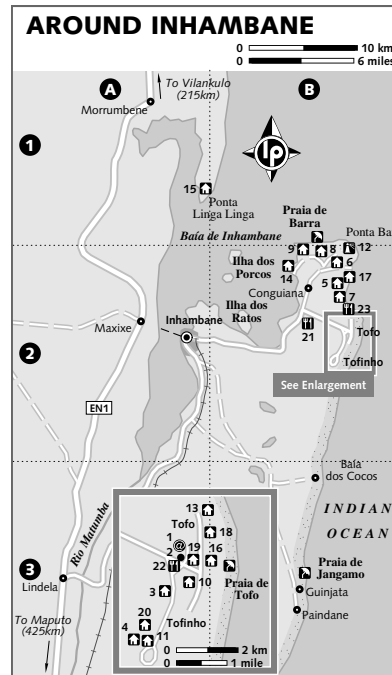 AROUND INHAMBANE
0 10 km
0 6 miles
A
B
To Vilankulo
(215km)
Morrumbene
1
lp
15
Ponta
Linga Linga
Praia de
Barra
Ponta Ba
Baía de Inhambane
9
8
12
6
Ilha dos
Porcos
14
17
Conguiana
5
7
Ilha dos
Ratos
23
Maxixe
Inhambane
21
Tofo
2
Tofinho
See Enlargement
EN1
Baía
dos Cocos
13
INDIAN
OCEAN
Tofo
1
@
18
2
19
16
Rio Matumba
3
22
Praia de
Jangamo
Lindela
3
10
Praia de
Tofo
Guinjata
20
Tofinho
Paindane
To Maputo
(425km)
4
11
0 2 km
0 1 mile